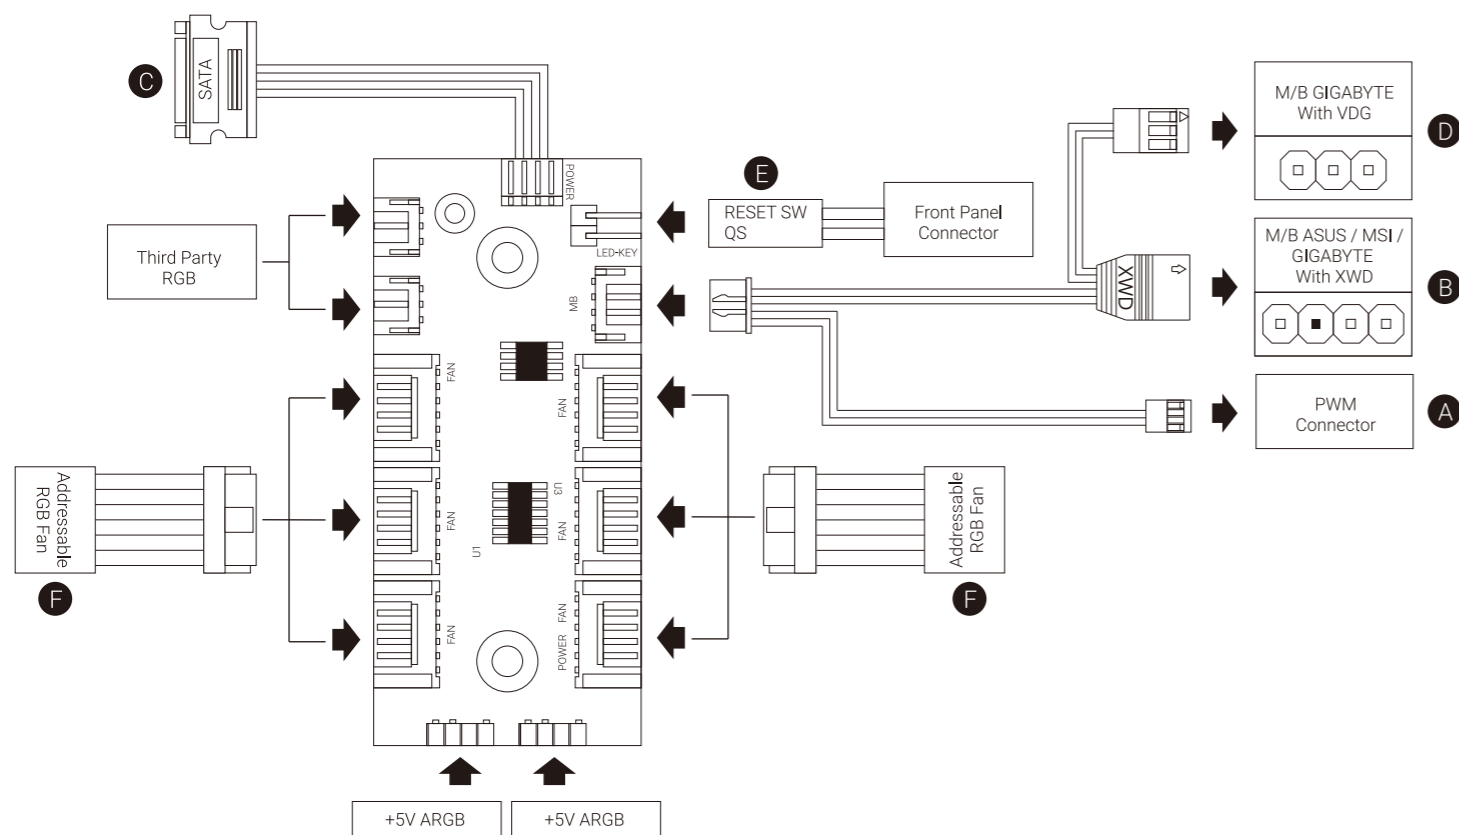 C
SATA
POWER
M/B GIGABYTE
With VDG
D
E
RESET SW
QS
Front Panel
Connector
LED-KEY
Third Party
RGB
MB
XWD
M/B ASUS / MSI /
GIGABYTE
With XWD
B
FAN
FAN
PWM
Connector
A
Addressable
RGB Fan
F
FAN
U3
FAN
U1
Addressable
RGB Fan
F
FAN
FAN
POWER
+5V ARGB
+5V ARGB